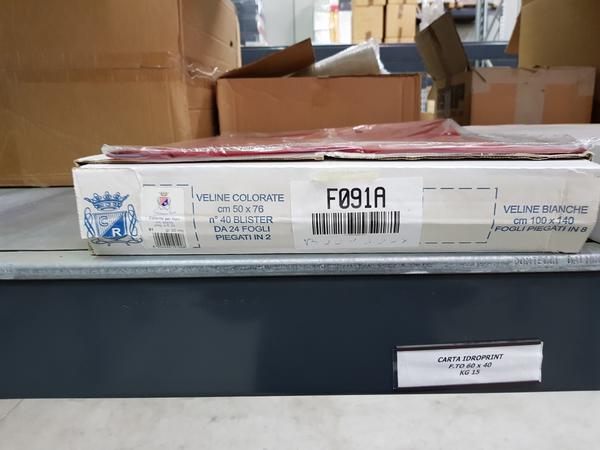 F091A
VELINE COLORATE
cm 50 x 76
n° 40 BLISTER
DA 24 FOGLI
PIEGATI IN 2
VELINE BIANCHE
cm 100 x 140
FOGLI PIEGATI IN 8
C
R
CARTA IDROPRINT
F.TO 60 x 40
KG 15